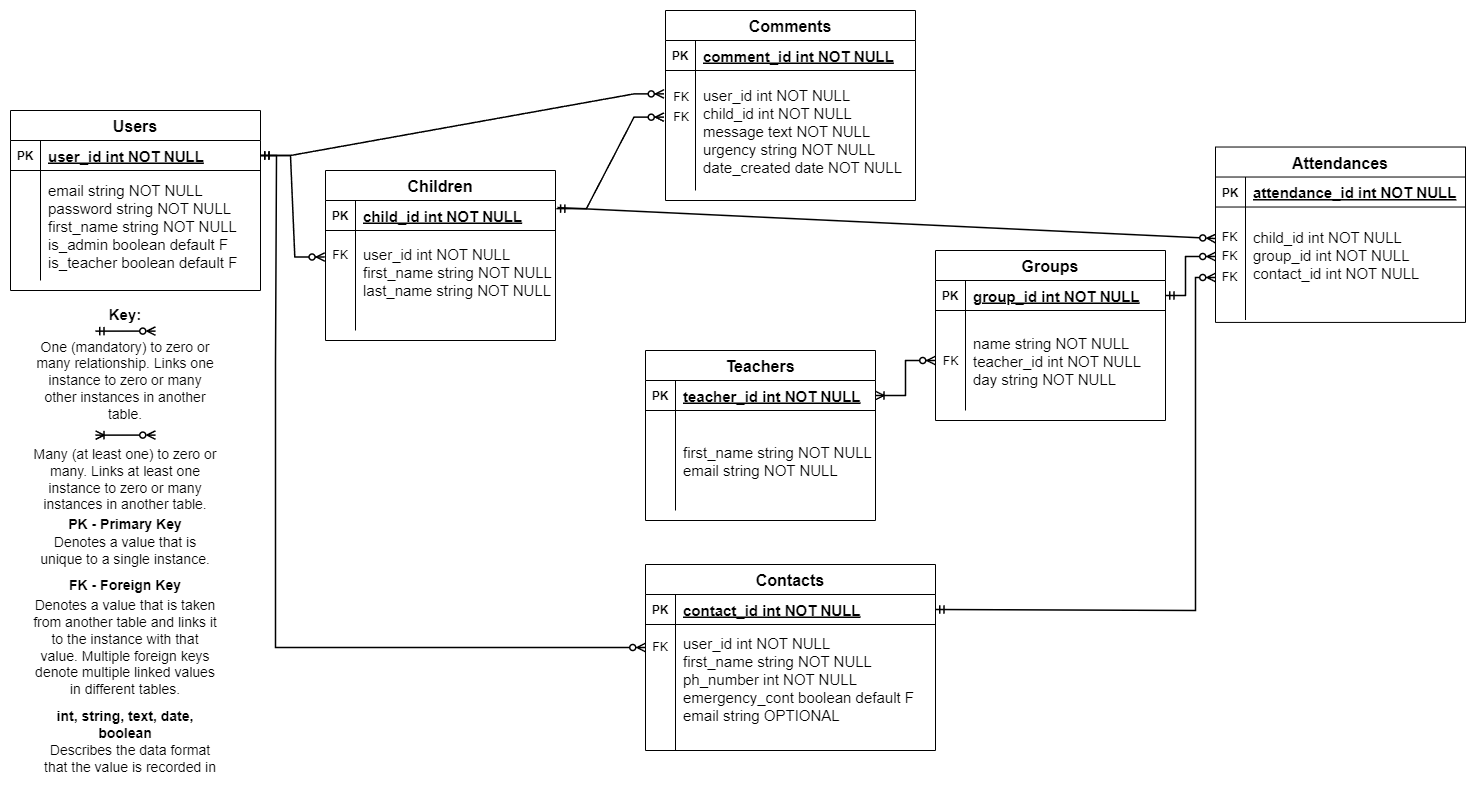 Comments
PK comment_id int NOT NULL
FK user_id int NOT NULL
FK child_id int NOT NULL
message text NOT NULL
urgency string NOT NULL
date_created date NOT NULL
Users
PK user_id int NOT NULL
email string NOT NULL
password string NOT NULL
first_name string NOT NULL
is_admin boolean default F
is_teacher boolean default F
Children
PK child_id int NOT NULL
FK user_id int NOT NULL
first_name string NOT NULL
last_name string NOT NULL
Attendances
PK attendance_id int NOT NULL
FK child_id int NOT NULL
FK group_id int NOT NULL
FK contact_id int NOT NULL
Groups
PK group_id int NOT NULL
name string NOT NULL
FK teacher_id int NOT NULL
day string NOT NULL
Teachers
PK teacher_id int NOT NULL
first_name string NOT NULL
email string NOT NULL
Contacts
PK contact_id int NOT NULL
FK user_id int NOT NULL
first_name string NOT NULL
ph_number int NOT NULL
emergency_cont boolean default F
email string OPTIONAL
Key:
One (mandatory) to zero or
many relationship. Links one
instance to zero or many
other instances in another
table.
Many (at least one) to zero or
many. Links at least one
instance to zero or many
instances in another table.
PK - Primary Key
Denotes a value that is
unique to a single instance.
FK - Foreign Key
Denotes a value that is taken
from another table and links it
to the instance with that
value. Multiple foreign keys
denote multiple linked values
in different tables.
int, string, text, date,
boolean
Describes the data format
that the value is recorded in